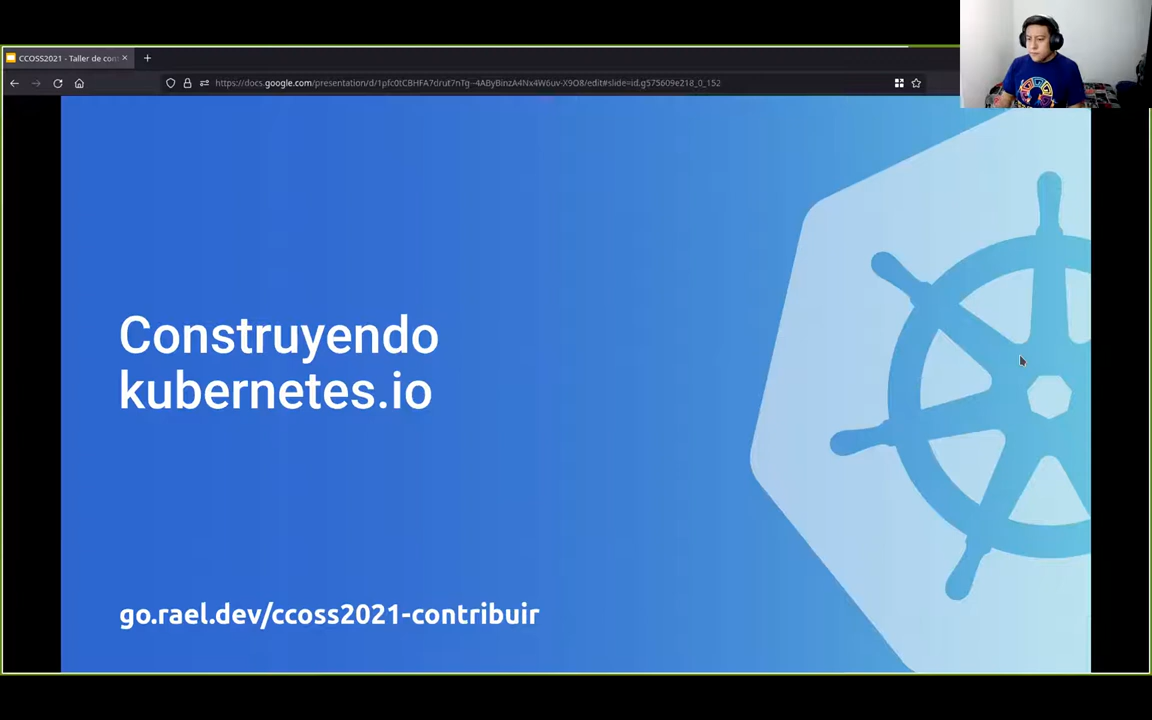 CCOSS2021 - Taller de con
https://docs.google.com/presentation/d/1pfc0tCBHFA7drut7nTg--4AByBinzA4Nx4W6uv-X9O8/edit#slide=id.g575609e218_0_152
Construyendo
kubernetes.io
go.rael.dev/ccoss2021-contribuir